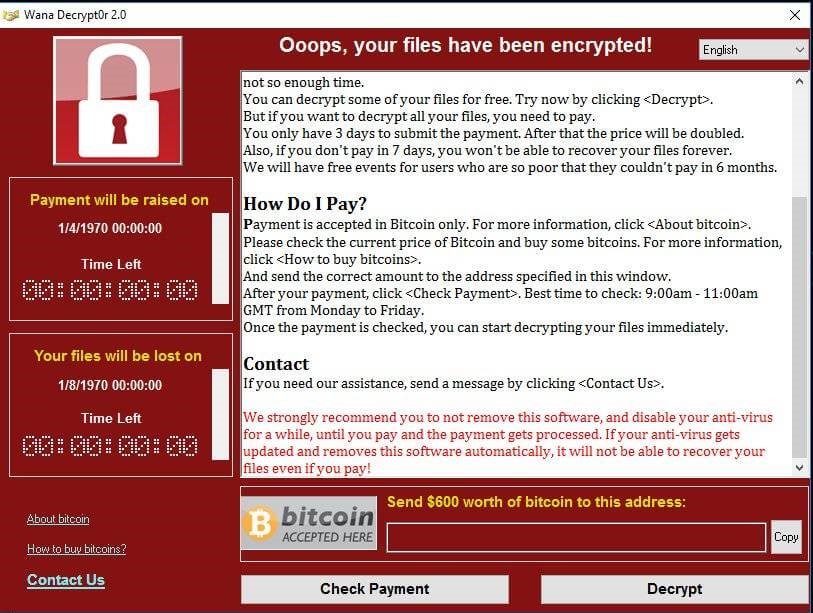 Wana Decrypt0r 2.0
Ooops, your files have been encrypted!
English
Payment will be raised on
1/4/1970 00:00:00
Time Left
00:00:00:00
Your files will be lost on
1/8/1970 00:00:00
Time Left
00:00:00:00
About bitcoin
How to buy bitcoins?
Contact Us
not so enough time.
You can decrypt some of your files for free. Try now by clicking <Decrypt>.
But if you want to decrypt all your files, you need to pay.
You only have 3 days to submit the payment. After that the price will be doubled.
Also, if you don't pay in 7 days, you won't be able to recover your files forever.
We will have free events for users who are so poor that they couldn't pay in 6 months.
How Do I Pay?
Payment is accepted in Bitcoin only. For more information, click <About bitcoin>.
Please check the current price of Bitcoin and buy some bitcoins. For more information,
click <How to buy bitcoins>.
And send the correct amount to the address specified in this window.
After your payment, click <Check Payment>. Best time to check: 9:00am - 11:00am
GMT from Monday to Friday.
Once the payment is checked, you can start decrypting your files immediately.
Contact
If you need our assistance, send a message by clicking <Contact Us>.
We strongly recommend you to not remove this software, and disable your anti-virus
for a while, until you pay and the payment gets processed. If your anti-virus gets
updated and removes this software automatically, it will not be able to recover your
files even if you pay!
bitcoin
ACCEPTED HERE
Send $600 worth of bitcoin to this address:
Copy
Check Payment
Decrypt